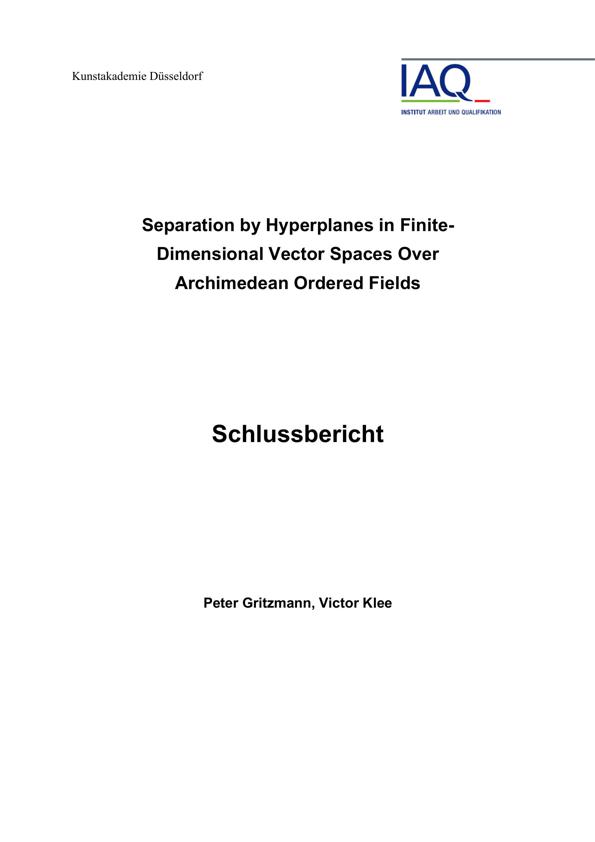 Kunstakademie Düsseldorf
IAQ
INSTITUT ARBEIT UND QUALIFIKATION
Separation by Hyperplanes in Finite-
Dimensional Vector Spaces Over
Archimedean Ordered Fields
Schlussbericht
Peter Gritzmann, Victor Klee